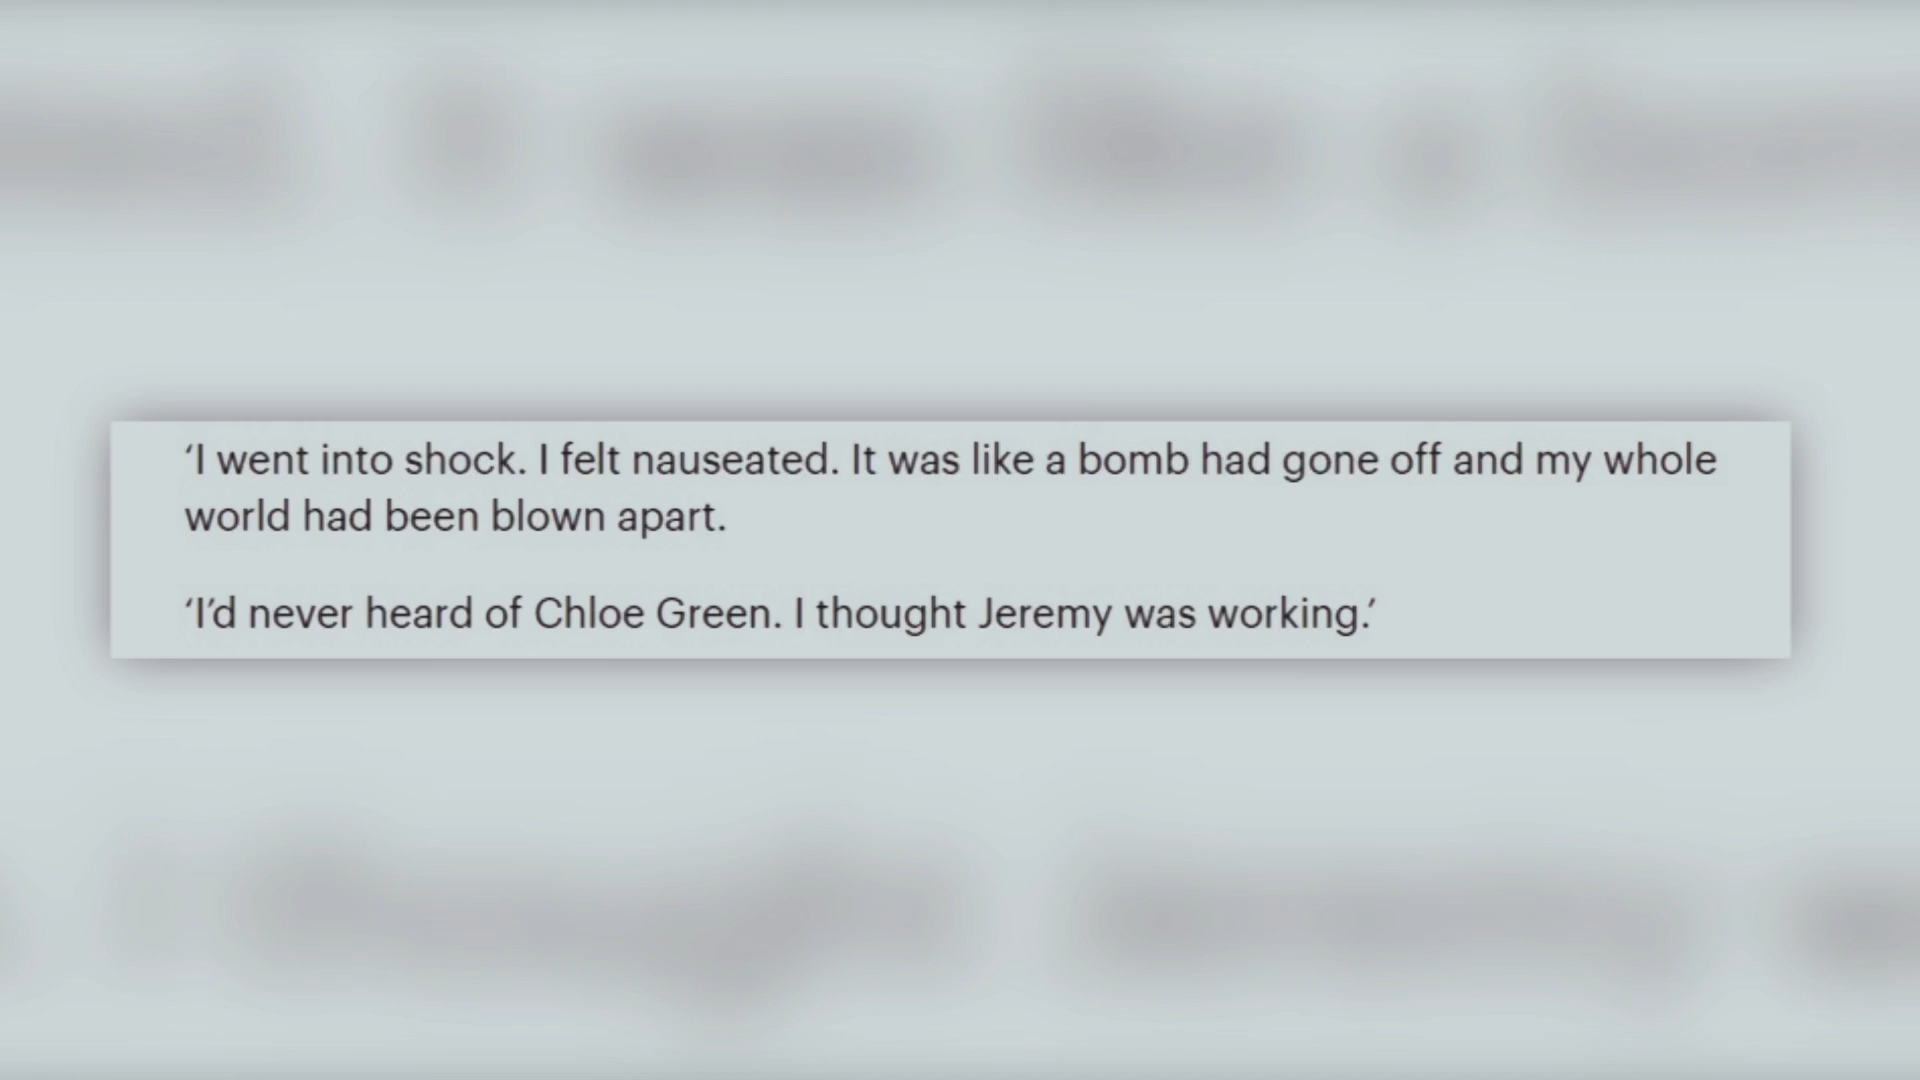 ‘I went into shock. I felt nauseated. It was like a bomb had gone off and my whole
world had been blown apart.
‘I’d never heard of Chloe Green. I thought Jeremy was working.’